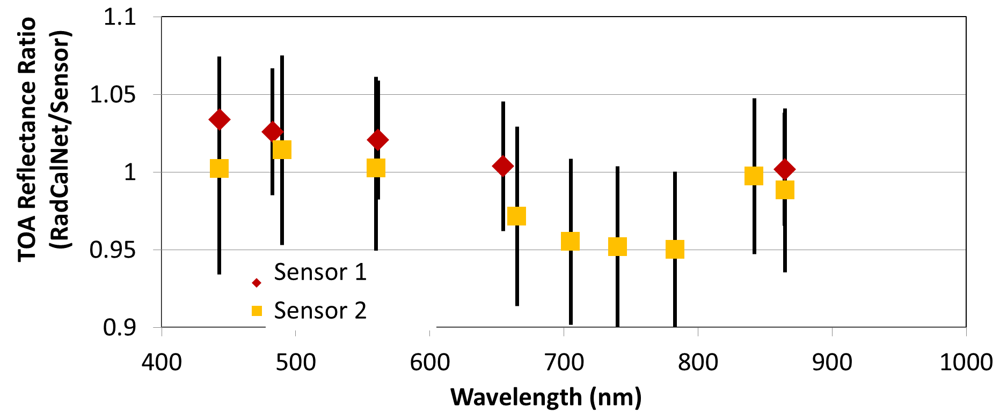 TOA Reflectance Ratio
(RadCalNet/Sensor)
1.1
1.05
1
0.95
0.9
Sensor 1
Sensor 2
400 500 600 700 800 900 1000
Wavelength (nm)